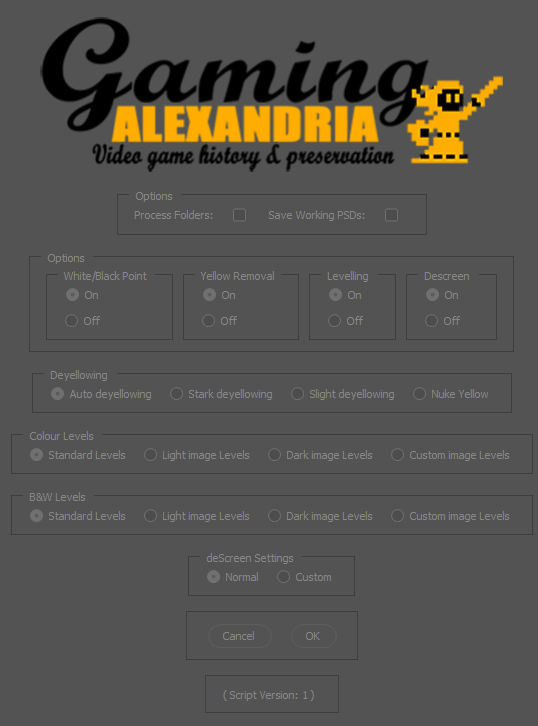 Gaming
ALEXANDRIA
Video game history & preservation
Options
Process Folders: Save Working PSDs:
Options
White/Black Point Yellow Removal Levelling Descreen
On On On On
Off Off Off Off
Deyellowing
Auto deyellowing Stark deyellowing Slight deyellowing Nuke Yellow
Colour Levels
Standard Levels Light image Levels Dark image Levels Custom image Levels
B&W Levels
Standard Levels Light image Levels Dark image Levels Custom image Levels
deScreen Settings
Normal Custom
Cancel OK
( Script Version: 1 )